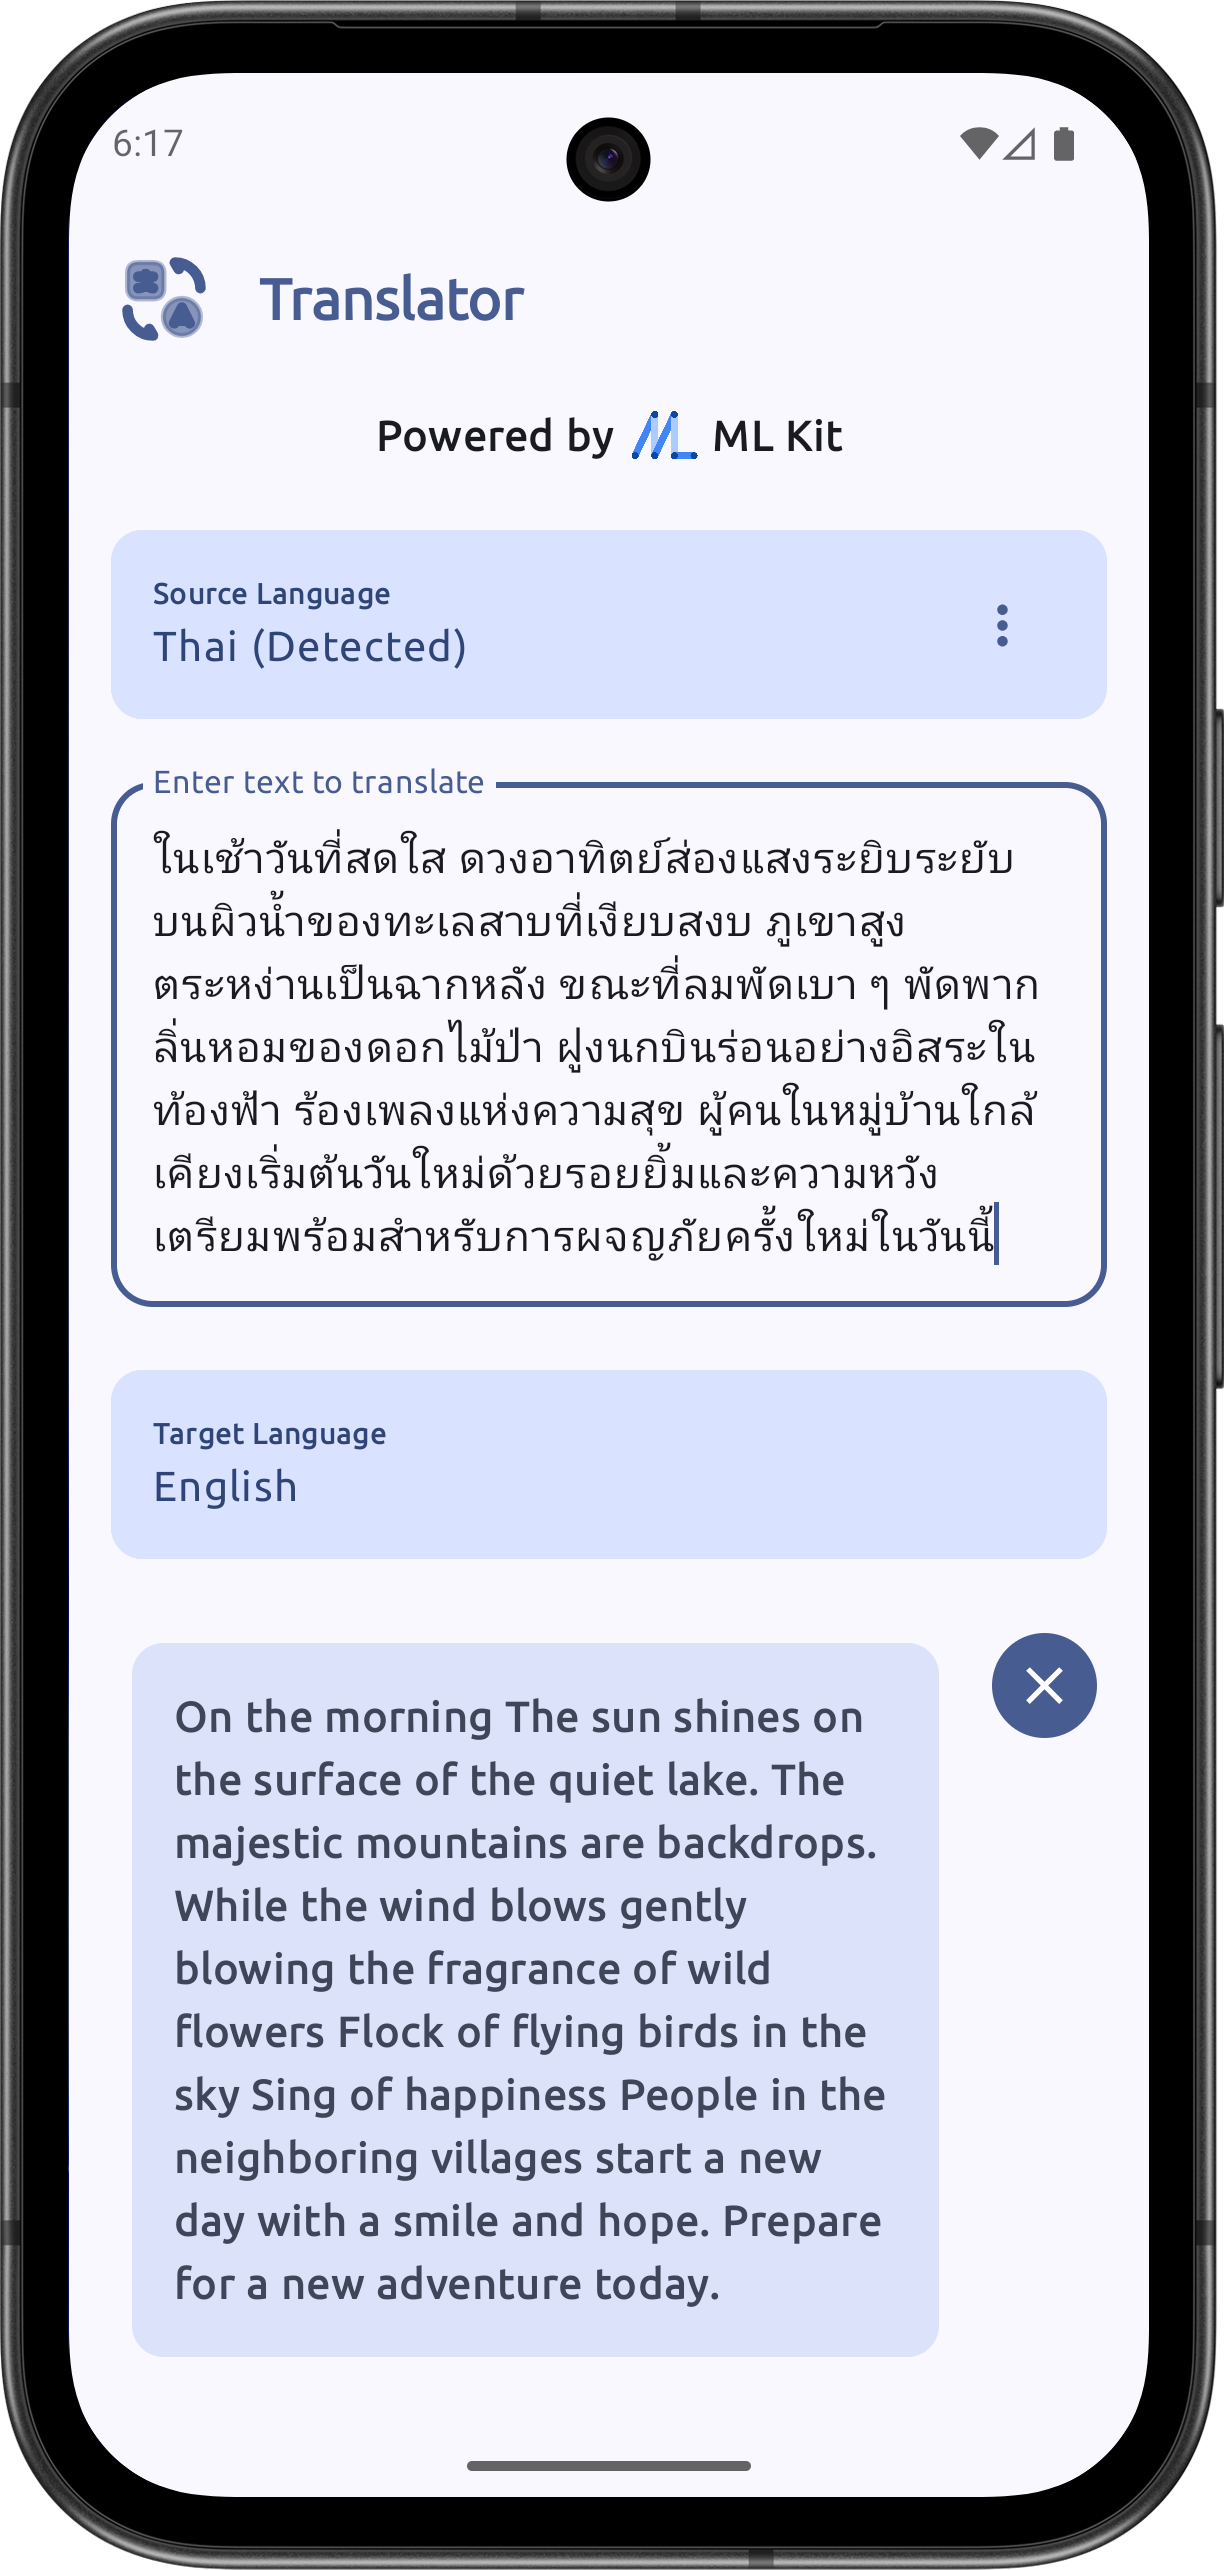 6:17
Translator
Powered by ML Kit
Source Language
Thai (Detected)
Enter text to translate
ในเช้าวันที่สดใส ดวงอาทิตย์ส่องแสงระยิบระยับ
บนผิวน้ำของทะเลสาบที่เงียบสงบ ภูเขาสูง
ตระหง่านเป็นฉากหลัง ขณะที่ลมพัดเบา ๆ พัดพาก
ลิ่นหอมของดอกไม้ป่า ฝูงนกบินร่อนอย่างอิสระใน
ท้องฟ้า ร้องเพลงแห่งความสุข ผู้คนในหมู่บ้านใกล้
เคียงเริ่มต้นวันใหม่ด้วยรอยยิ้มและความหวัง
เตรียมพร้อมสำหรับการผจญภัยครั้งใหม่ในวันนี้
Target Language
English
On the morning The sun shines on
the surface of the quiet lake. The
majestic mountains are backdrops.
While the wind blows gently
blowing the fragrance of wild
flowers Flock of flying birds in the
sky Sing of happiness People in the
neighboring villages start a new
day with a smile and hope. Prepare
for a new adventure today.